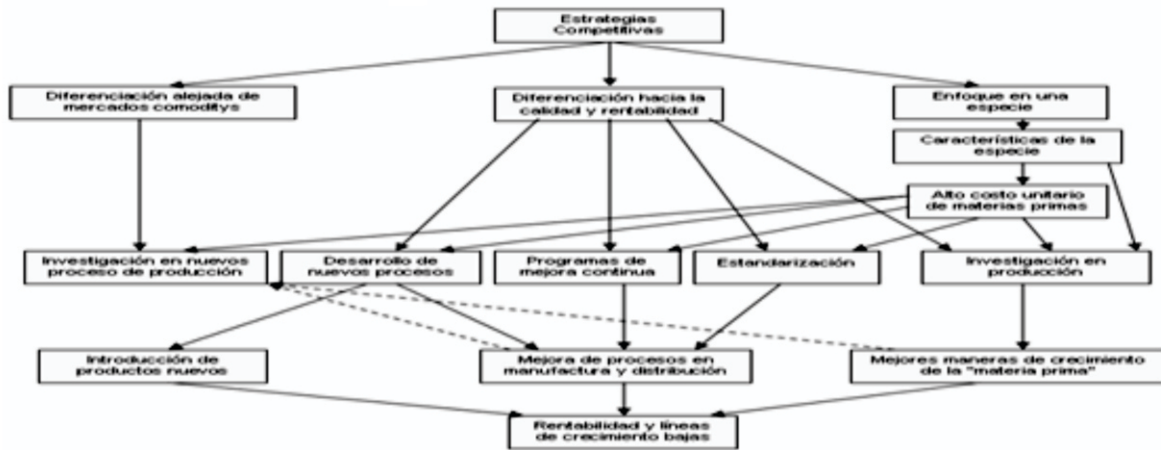 Estrategias
Competitivas
Diferenciación alejada de
mercados comoditys
Diferenciación hacia la
calidad y rentabilidad
Enfoque en una
especie
Características de la
especie
Alto costo unitario
de materias primas
Investigación en nuevos
proceso de producción
Desarrollo de
nuevos procesos
Programas de
mejora continua
Estandarización
Investigación en
producción
Introducción de
productos nuevos
Mejora de procesos en
manufactura y distribución
Mejores maneras de crecimiento
de la "materia prima"
Rentabilidad y líneas
de crecimiento bajas